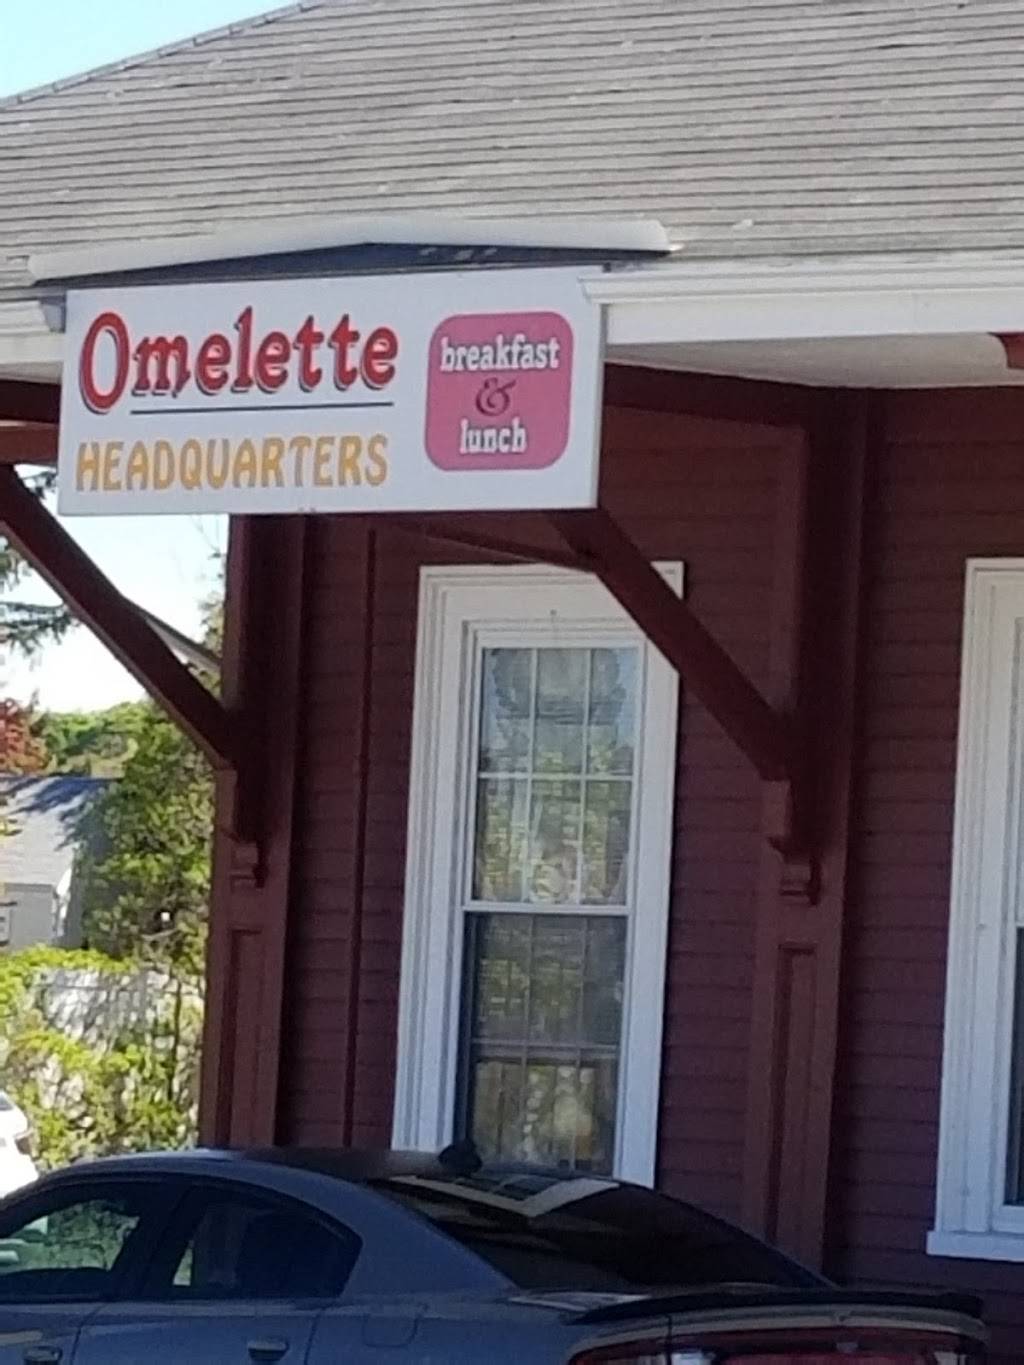 Omelette
HEADQUARTERS
breakfast
&
lunch